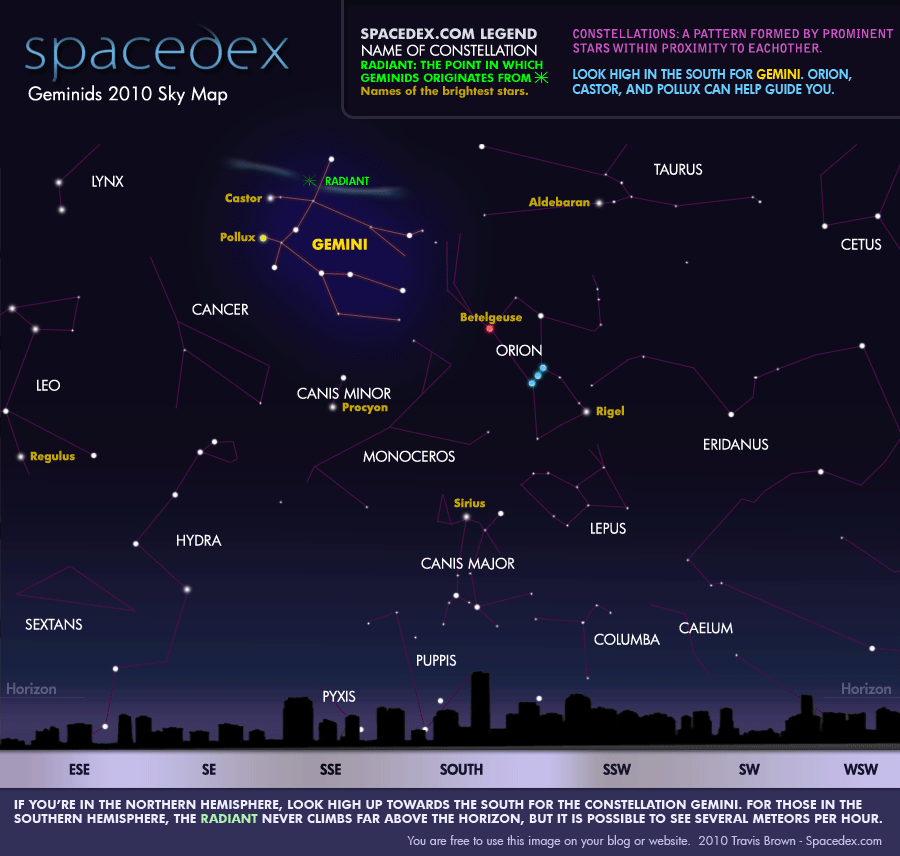 spacedex
Geminids 2010 Sky Map
SPACEDEX.COM LEGEND
NAME OF CONSTELLATION
RADIANT: THE POINT IN WHICH
GEMINIDS ORIGINATES FROM
Names of the brightest stars.
CONSTELLATIONS: A PATTERN FORMED BY PROMINENT
STARS WITHIN PROXIMITY TO EACHOTHER.
LOOK HIGH IN THE SOUTH FOR GEMINI. ORION,
CASTOR, AND POLLUX CAN HELP GUIDE YOU.
LYNX
RADIANT
TAURUS
Castor
Aldebaran
Pollux
GEMINI
CETUS
CANCER
Betelgeuse
ORION
LEO
CANIS MINOR
Procyon
Rigel
ERIDANUS
Regulus
MONOCEROS
Sirius
LEPUS
HYDRA
CANIS MAJOR
SEXTANS
COLUMBA
CAELUM
PUPPIS
Horizon
PYXIS
Horizon
ESE
SE
SSE
SOUTH
SSW
SW
WSW
IF YOU'RE IN THE NORTHERN HEMISPHERE, LOOK HIGH UP TOWARDS THE SOUTH FOR THE CONSTELLATION GEMINI. FOR THOSE IN THE
SOUTHERN HEMISPHERE, THE RADIANT NEVER CLIMBS FAR ABOVE THE HORIZON, BUT IT IS POSSIBLE TO SEE SEVERAL METEORS PER HOUR.
You are free to use this image on your blog or website. 2010 Travis Brown - Spacedex.com